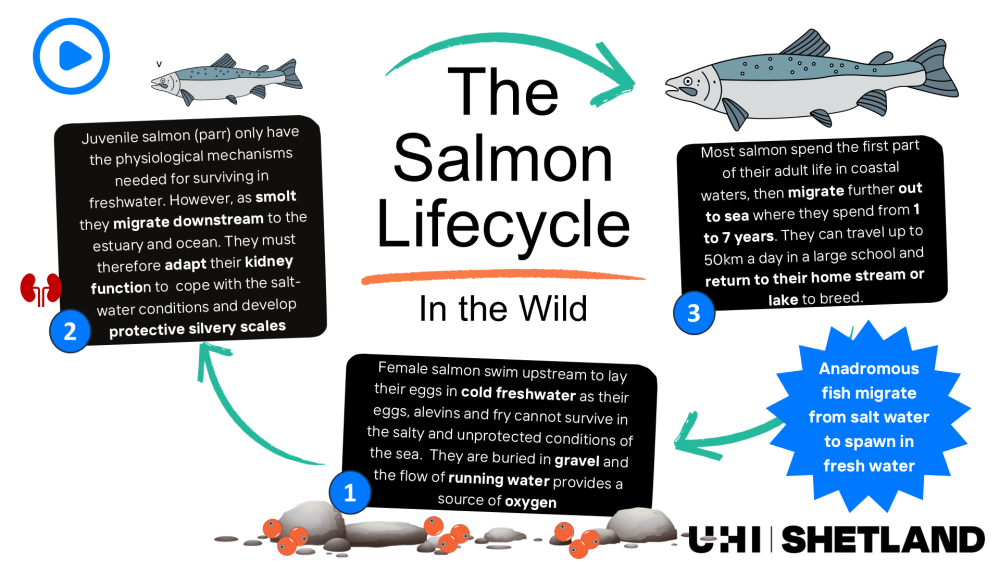 v
The
Salmon
Lifecycle
In the Wild
Juvenile salmon (parr) only have
the physiological mechanisms
needed for surviving in
freshwater. However, as smolt
they migrate downstream to the
estuary and ocean. They must
therefore adapt their kidney
function to cope with the salt-
water conditions and develop
protective silvery scales
2
Most salmon spend the first part
of their adult life in coastal
waters, then migrate further out
to sea where they spend from 1
to 7 years. They can travel up to
50km a day in a large school and
return to their home stream or
lake to breed.
3
Female salmon swim upstream to lay
their eggs in cold freshwater as their
eggs, alevins and fry cannot survive in
the salty and unprotected conditions of
the sea. They are buried in gravel and
the flow of running water provides a
source of oxygen
1
Anadromous
fish migrate
from salt water
to spawn in
fresh water
UHI | SHETLAND